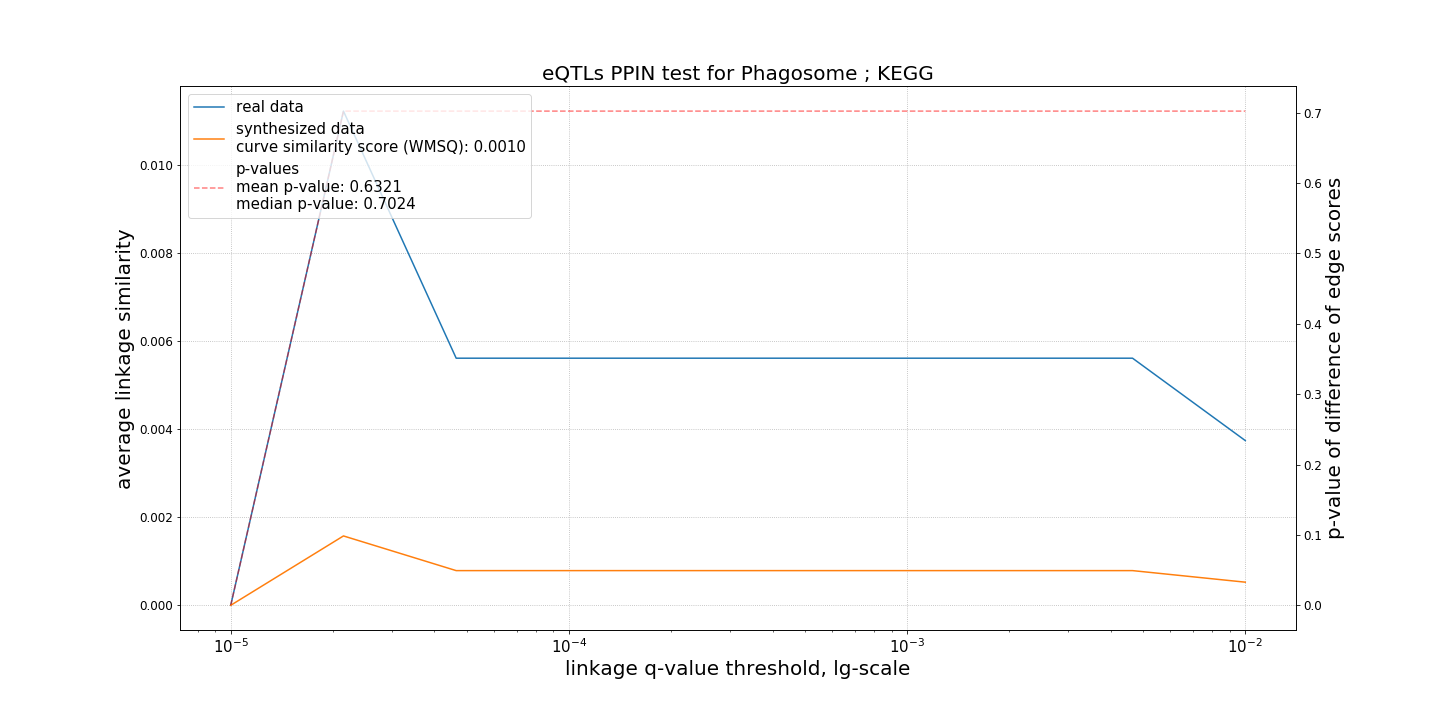 eQTLs PPIN test for Phagosome ; KEGG
real data
synthesized data
curve similarity score (WMSQ): 0.0010
p-values
mean p-value: 0.6321
median p-value: 0.7024
average linkage similarity
0.010
0.008
0.006
0.004
0.002
0.000
0.7
0.6
0.5
0.4
0.3
0.2
0.1
0.0
p-value of difference of edge scores
10⁻⁵ 10⁻⁴ 10⁻³ 10⁻²
linkage q-value threshold, lg-scale